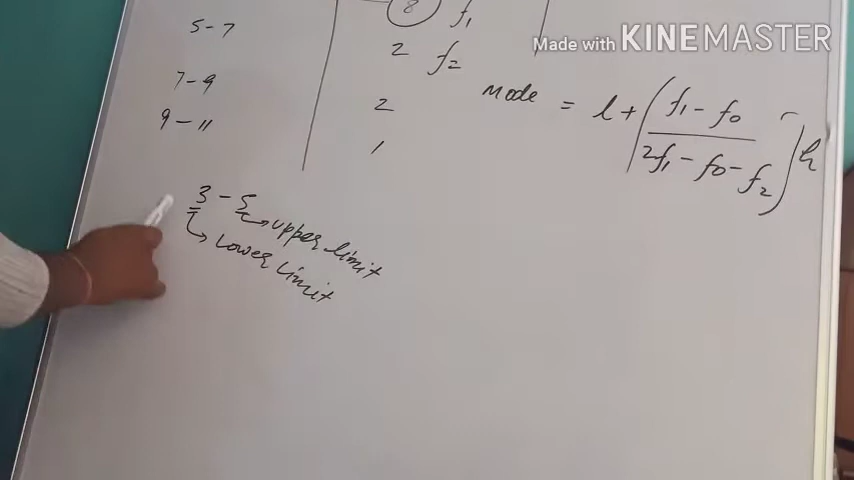 8 f₁
5-7 2 f₂
7-9 2
9-11 1
Made with KINEMASTER
Mode = l + ( f₁ - f₀ / 2f₁ - f₀ - f₂ ) h
3 - 5
upper limit
Lower limit